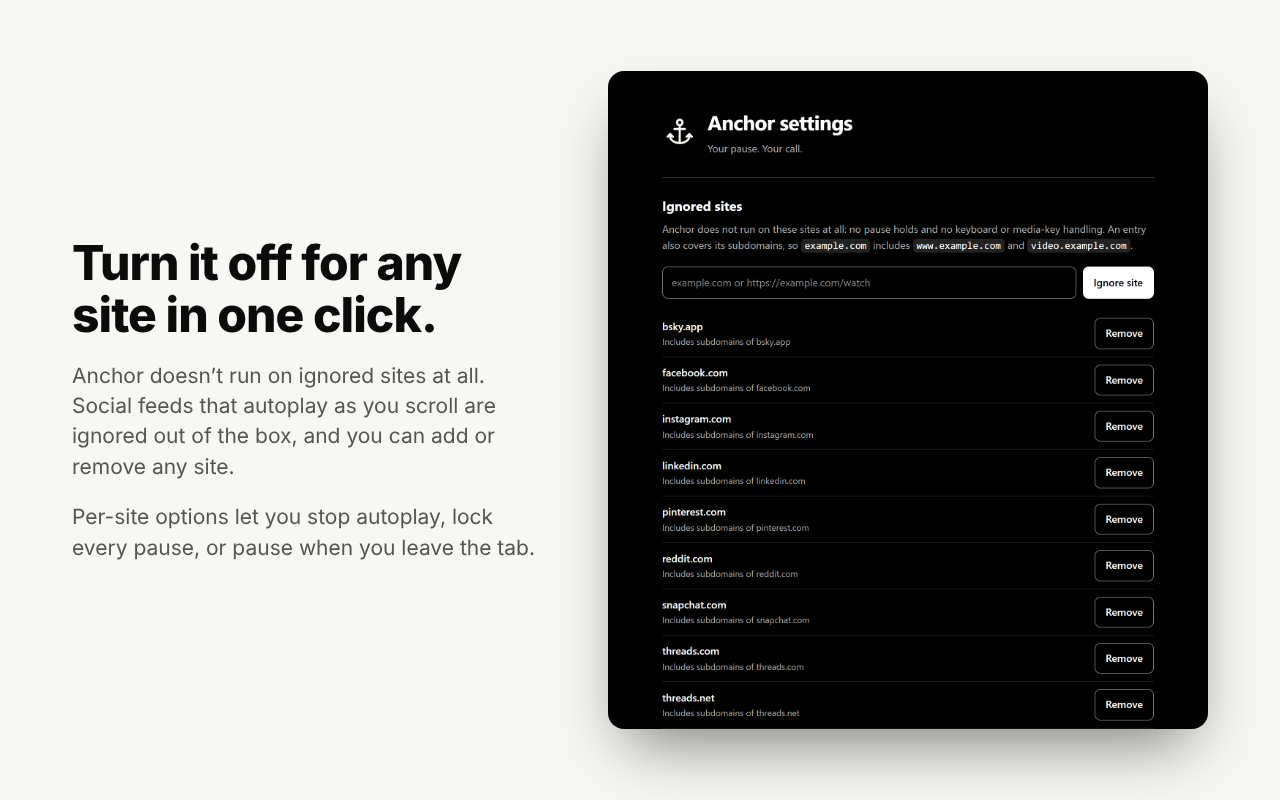 Turn it off for any
site in one click.
Anchor doesn’t run on ignored sites at all.
Social feeds that autoplay as you scroll are
ignored out of the box, and you can add or
remove any site.
Per-site options let you stop autoplay, lock
every pause, or pause when you leave the tab.
Anchor settings
Your pause. Your call.
Ignored sites
Anchor does not run on these sites at all: no pause holds and no keyboard or media-key handling. An entry
also covers its subdomains, so example.com includes www.example.com and video.example.com.
example.com or https://example.com/watch
Ignore site
bsky.app
Includes subdomains of bsky.app
Remove
facebook.com
Includes subdomains of facebook.com
Remove
instagram.com
Includes subdomains of instagram.com
Remove
linkedin.com
Includes subdomains of linkedin.com
Remove
pinterest.com
Includes subdomains of pinterest.com
Remove
reddit.com
Includes subdomains of reddit.com
Remove
snapchat.com
Includes subdomains of snapchat.com
Remove
threads.com
Includes subdomains of threads.com
Remove
threads.net
Includes subdomains of threads.net
Remove